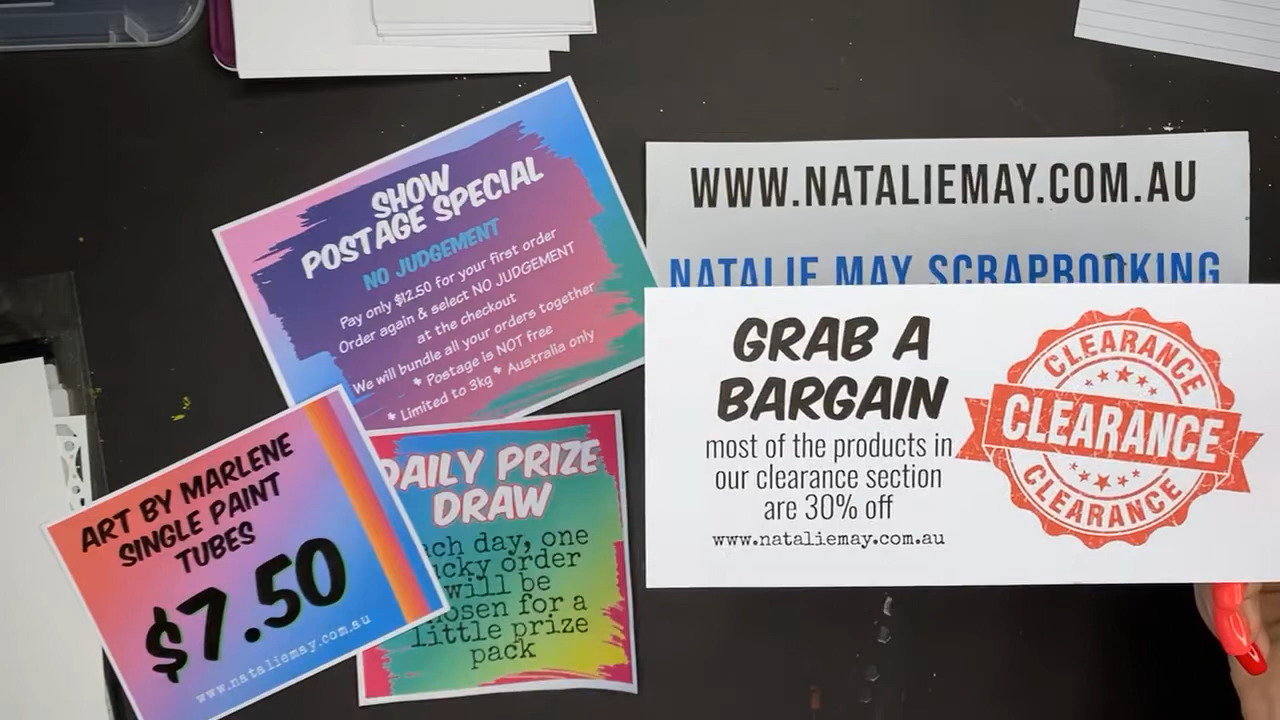 SHOW
POSTAGE SPECIAL
NO JUDGEMENT
Pay only $12.50 for your first order
Order again & select NO JUDGEMENT
at the checkout
We will bundle all your orders together
* Postage is NOT free
* Limited to 3kg * Australia only
ART BY MARLENE
SINGLE PAINT
TUBES
$7.50
www.nataliemay.com.au
DAILY PRIZE
DRAW
day, one
order
will be
for a
little prize
pack
WWW.NATALIEMAY.COM.AU
NATALIE MAY SCRAPBOOKING
GRAB A
BARGAIN
most of the products in
our clearance section
are 30% off
www.nataliemay.com.au
CLEARANCE
CLEARANCE
CLEARANCE